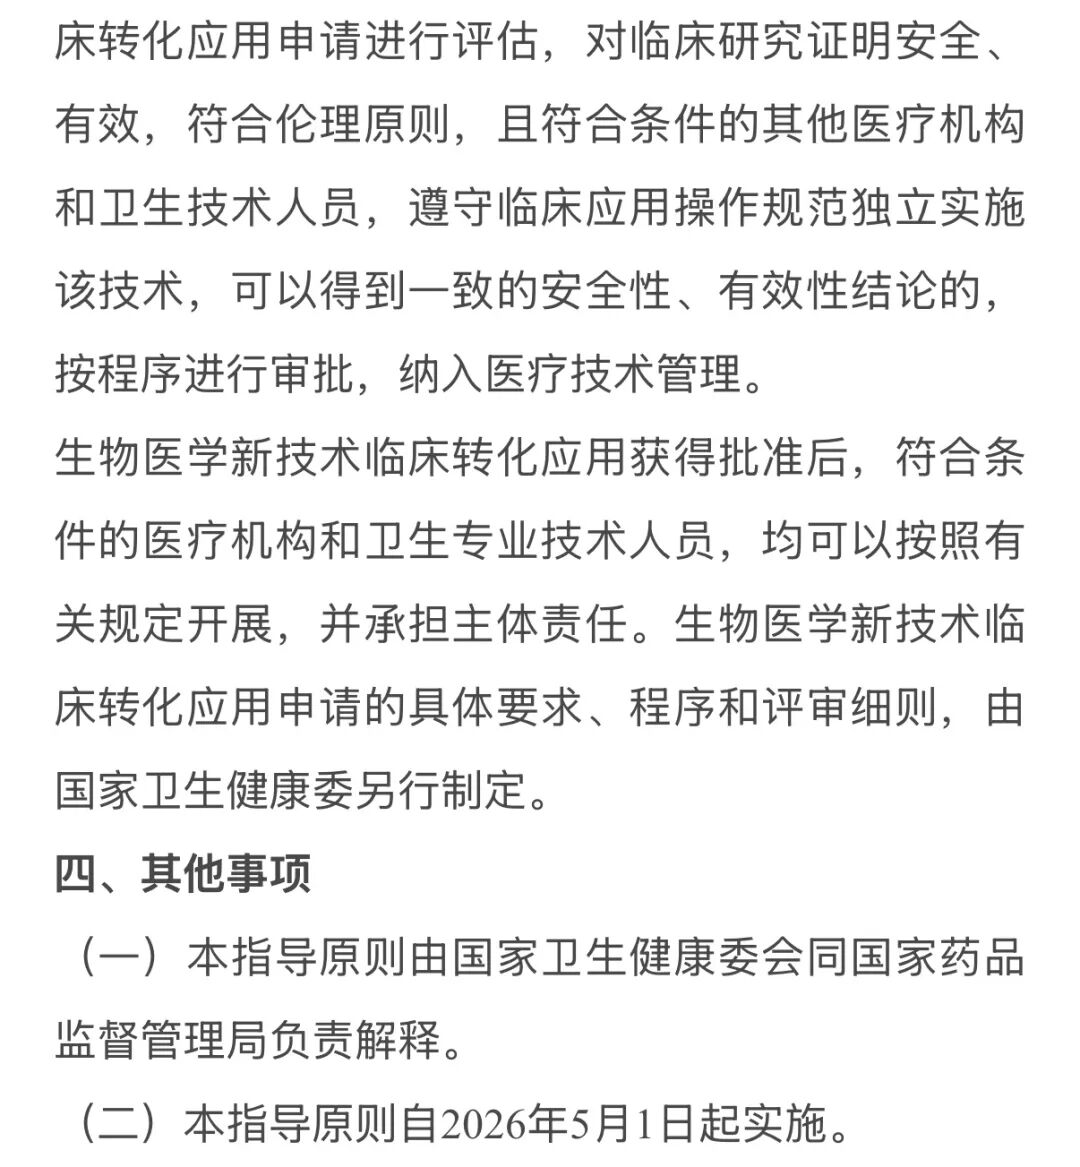 床转化应用申请进行评估，对临床研究证明安全、
有效，符合伦理原则，且符合条件的其他医疗机构
和卫生技术人员，遵守临床应用操作规范独立实施
该技术，可以得到一致的安全性、有效性结论的，
按程序进行审批，纳入医疗技术管理。
生物医学新技术临床转化应用获得批准后，符合条
件的医疗机构和卫生专业技术人员，均可以按照有
关规定开展，并承担主体责任。生物医学新技术临
床转化应用申请的具体要求、程序和评审细则，由
国家卫生健康委另行制定。
四、其他事项
（一）本指导原则由国家卫生健康委会同国家药品
监督管理局负责解释。
（二）本指导原则自2026年5月1日起实施。